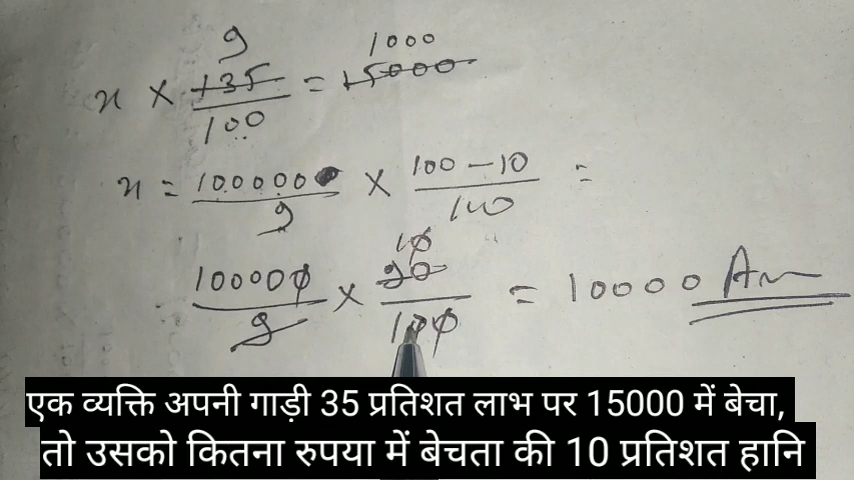 9 1000
x × 135/100 = 15000
x = 100000/9 × 100-10/100 =
10
100000/9 × 90/100 = 10000 Am
एक व्यक्ति अपनी गाड़ी 35 प्रतिशत लाभ पर 15000 में बेचा,
तो उसको कितना रुपया में बेचता की 10 प्रतिशत हानि